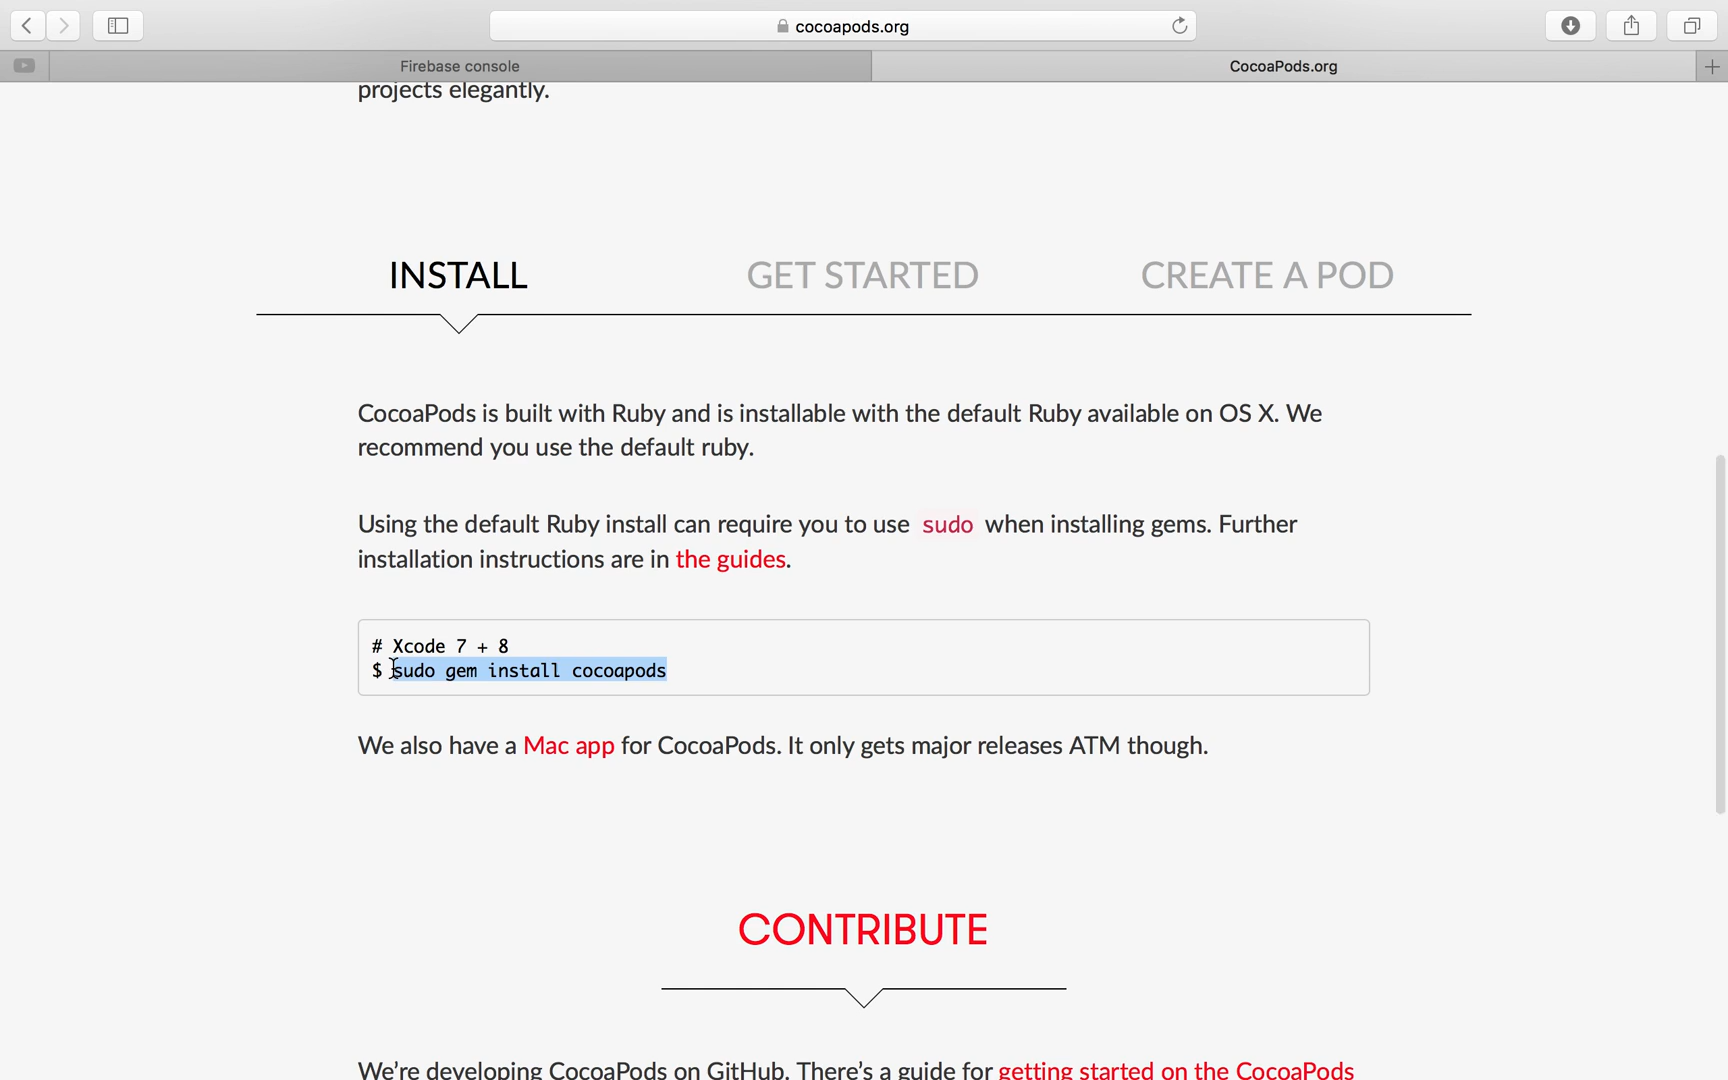 cocoapods.org
Firebase console
CocoaPods.org
projects elegantly.
INSTALL
GET STARTED
CREATE A POD
CocoaPods is built with Ruby and is installable with the default Ruby available on OS X. We
recommend you use the default ruby.
Using the default Ruby install can require you to use sudo when installing gems. Further
installation instructions are in the guides.
# Xcode 7 + 8
$ sudo gem install cocoapods
We also have a Mac app for CocoaPods. It only gets major releases ATM though.
CONTRIBUTE
We're developing CocoaPods on GitHub. There's a guide for getting started on the CocoaPods